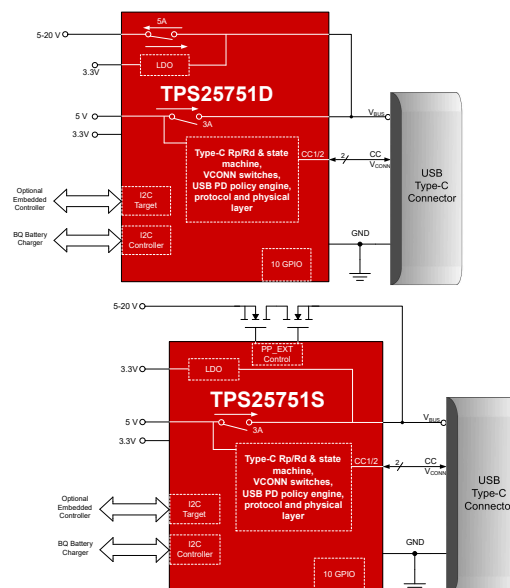 5A
5-20 V
3.3V
LDO
TPS25751D
5 V
3A
3.3V
VBUS
Type-C Rp/Rd & state
machine,
VCONN switches,
USB PD policy engine,
protocol and physical
layer
CC1/2
2
CC
VCONN
USB
Type-C
Connector
Optional
Embedded
Controller
I2C
Target
BQ Battery
Charger
I2C
Controller
GND
10 GPIO
5-20 V
PP_EXT
Control
3.3V
LDO
TPS25751S
5 V
3A
3.3V
VBUS
Type-C Rp/Rd & state
machine,
VCONN switches,
USB PD policy engine,
protocol and physical
layer
CC1/2
2
CC
VCONN
USB
Type-C
Connecto
Optional
Embedded
Controller
I2C
Target
BQ Battery
Charger
I2C
Controller
GND
10 GPIO